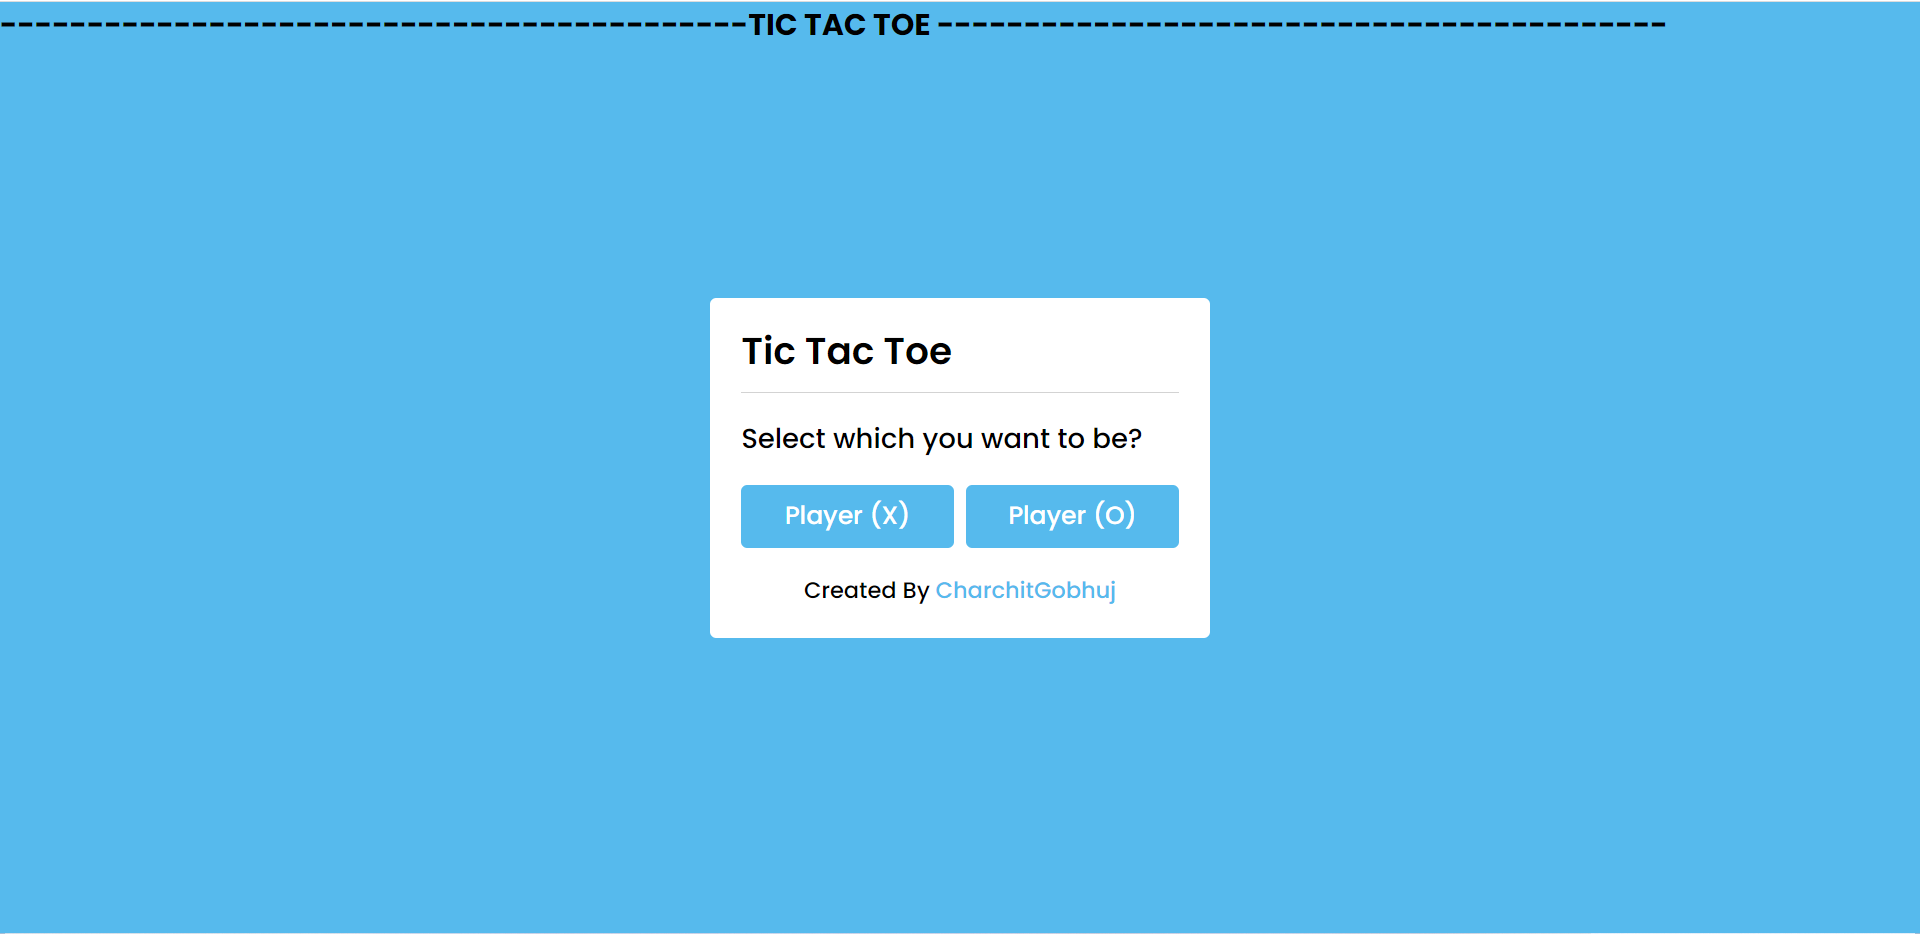 -------------------------------------------TIC TAC TOE ------------------------------------------
Tic Tac Toe
Select which you want to be?
Player (X) Player (O)
Created By CharchitGobhuj